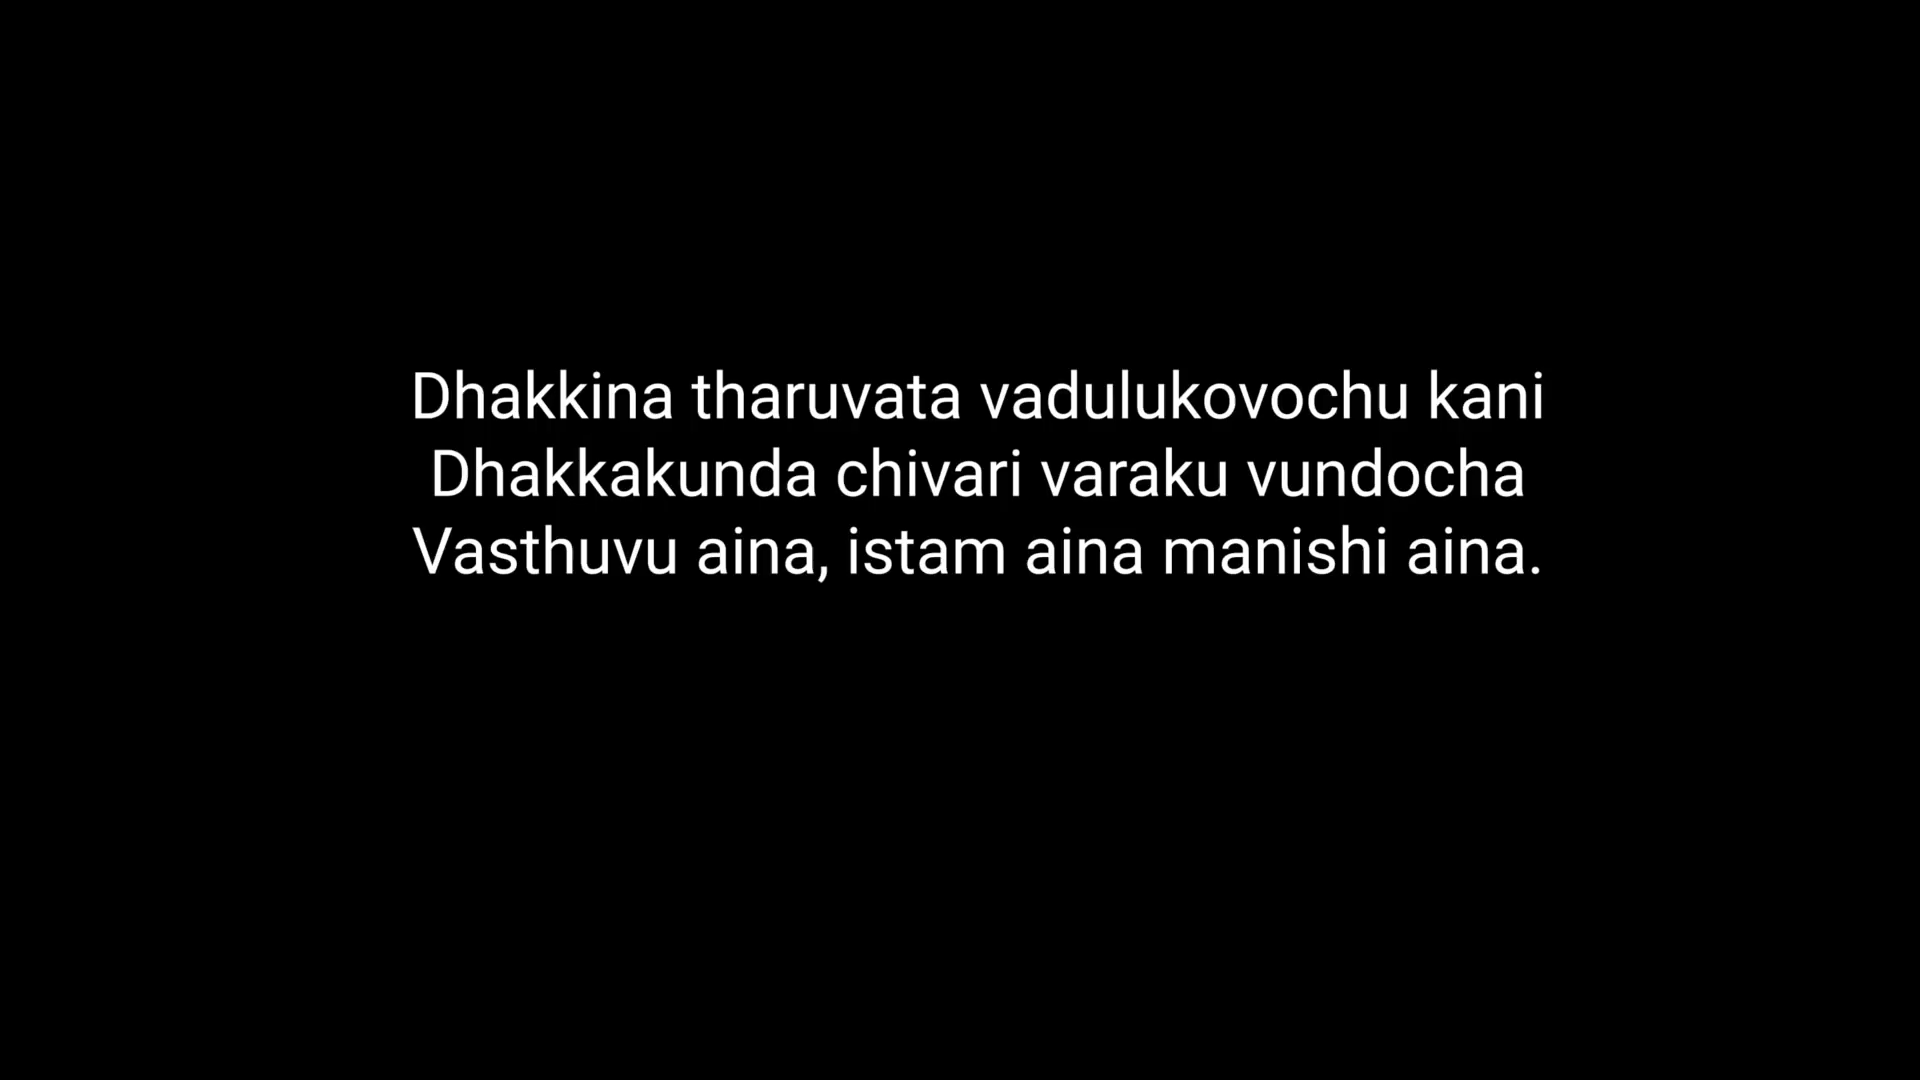 Dhakkina tharuvata vadulukovochu kani
Dhakkakunda chivari varaku vundocha
Vasthuvu aina, istam aina manishi aina.